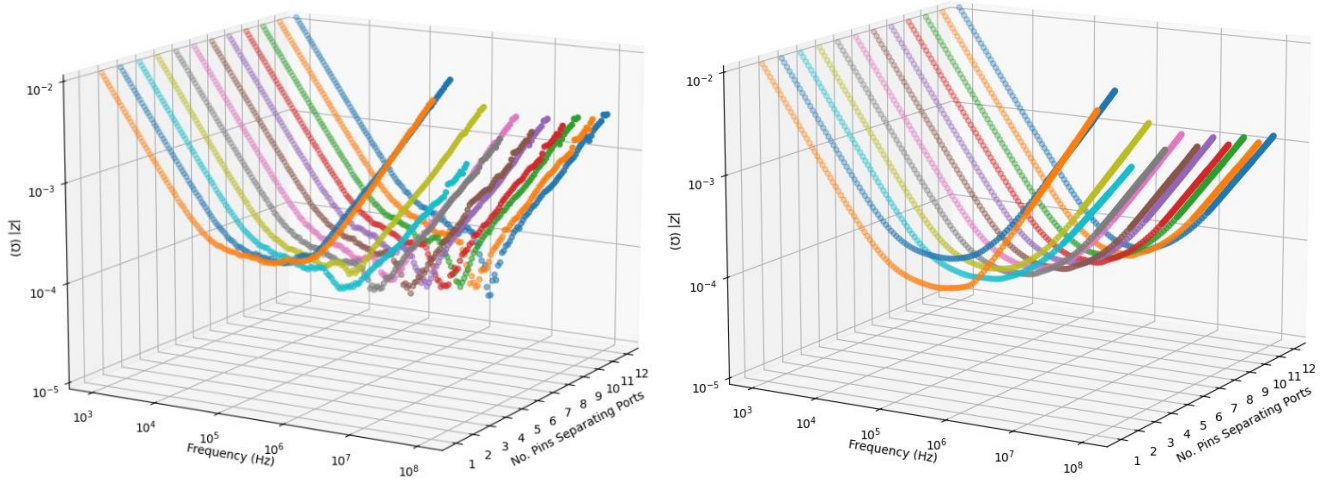 10⁻²
10⁻³
10⁻⁴
10⁻⁵
|Z| (Ω)
10³
10⁴
10⁵
10⁶
10⁷
10⁸
Frequency (Hz)
1 2 3 4 5 6 7 8 9 10 11 12
No. Pins Separating Ports
10⁻²
10⁻³
10⁻⁴
10⁻⁵
|Z| (Ω)
10³
10⁴
10⁵
10⁶
10⁷
10⁸
Frequency (Hz)
1 2 3 4 5 6 7 8 9 10 11 12
No. Pins Separating Ports